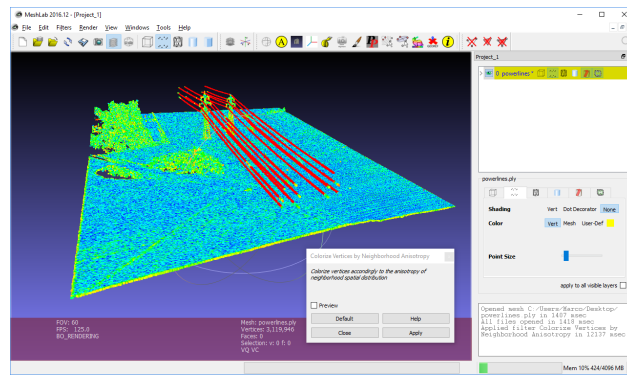 MeshLab 2016.12 - [Project_1]
File Edit Filters Render View Windows Tools Help
Project_1
0 powerlines *
powerlines.ply
Shading Vert Dot Decorator None
Color Vert Mesh User-Def
Point Size
apply to all visible layers
Colorize Vertices by Neighborhood Anisotropy
Colorize vertices accordingly to the anisotropy of
neighborhood spatial distribution
Preview
Default Help
Close Apply
FOV: 60
FPS: 125.0
BO_RENDERING
Mesh: powerlines.ply
Vertices: 3,119,946
Faces: 0
Selection: v: 0 f: 0
VQ VC
Opened mesh C:/Users/Marco/Desktop/
powerlines ply in 1407 msec
All files opened in 1418 msec
Applied filter Colorize Vertices by
Neighborhood Anisotropy in 12137 msec
Mem 10% 424/4096 MB